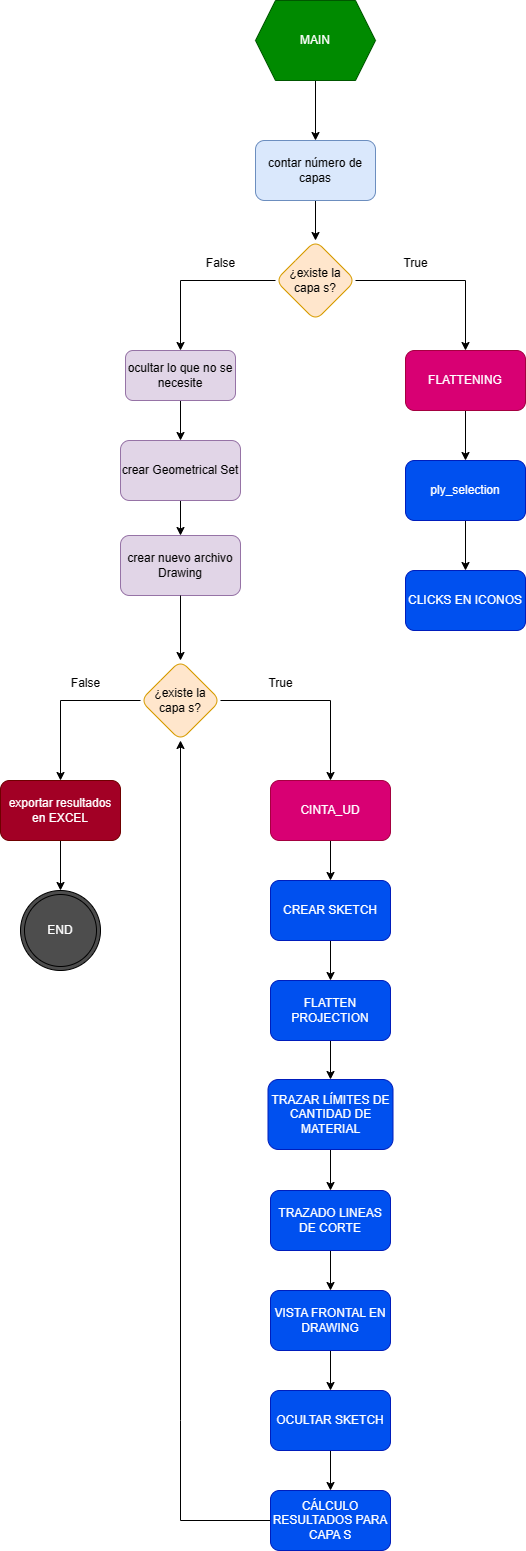 MAIN
contar número de
capas
¿existe la
capa s?
False
True
ocultar lo que no se
necesite
FLATTENING
crear Geometrical Set
ply_selection
crear nuevo archivo
Drawing
CLICKS EN ICONOS
¿existe la
capa s?
False
True
exportar resultados
en EXCEL
CINTA_UD
END
CREAR SKETCH
FLATTEN
PROJECTION
TRAZAR LÍMITES DE
CANTIDAD DE
MATERIAL
TRAZADO LINEAS
DE CORTE
VISTA FRONTAL EN
DRAWING
OCULTAR SKETCH
CÁLCULO
RESULTADOS PARA
CAPA S